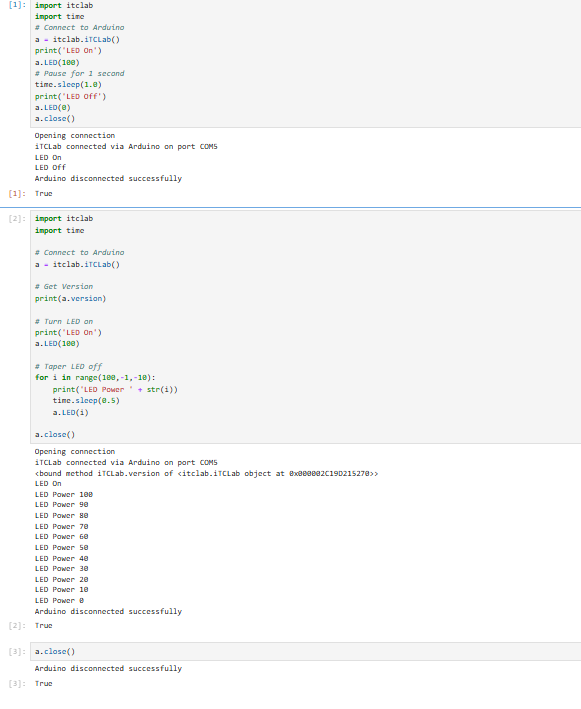 [1]: import itclab
import time
# Connect to Arduino
a = itclab.iTCLab()
print('LED On')
a.LED(100)
# Pause for 1 second
time.sleep(1.0)
print('LED Off')
a.LED(0)
a.close()
Opening connection
iTCLab connected via Arduino on port COM5
LED On
LED Off
Arduino disconnected successfully
[1]: True
[2]: import itclab
import time
# Connect to Arduino
a = itclab.iTCLab()
# Get Version
print(a.version)
# Turn LED on
print('LED On')
a.LED(100)
# Taper LED off
for i in range(100,-1,-10):
    print('LED Power ' + str(i))
    time.sleep(0.5)
    a.LED(i)
a.close()
Opening connection
iTCLab connected via Arduino on port COM5
<bound method iTCLab.version of <itclab.iTCLab object at 0x000002C19D215270>>
LED On
LED Power 100
LED Power 90
LED Power 80
LED Power 70
LED Power 60
LED Power 50
LED Power 40
LED Power 30
LED Power 20
LED Power 10
LED Power 0
Arduino disconnected successfully
[2]: True
[3]: a.close()
Arduino disconnected successfully
[3]: True